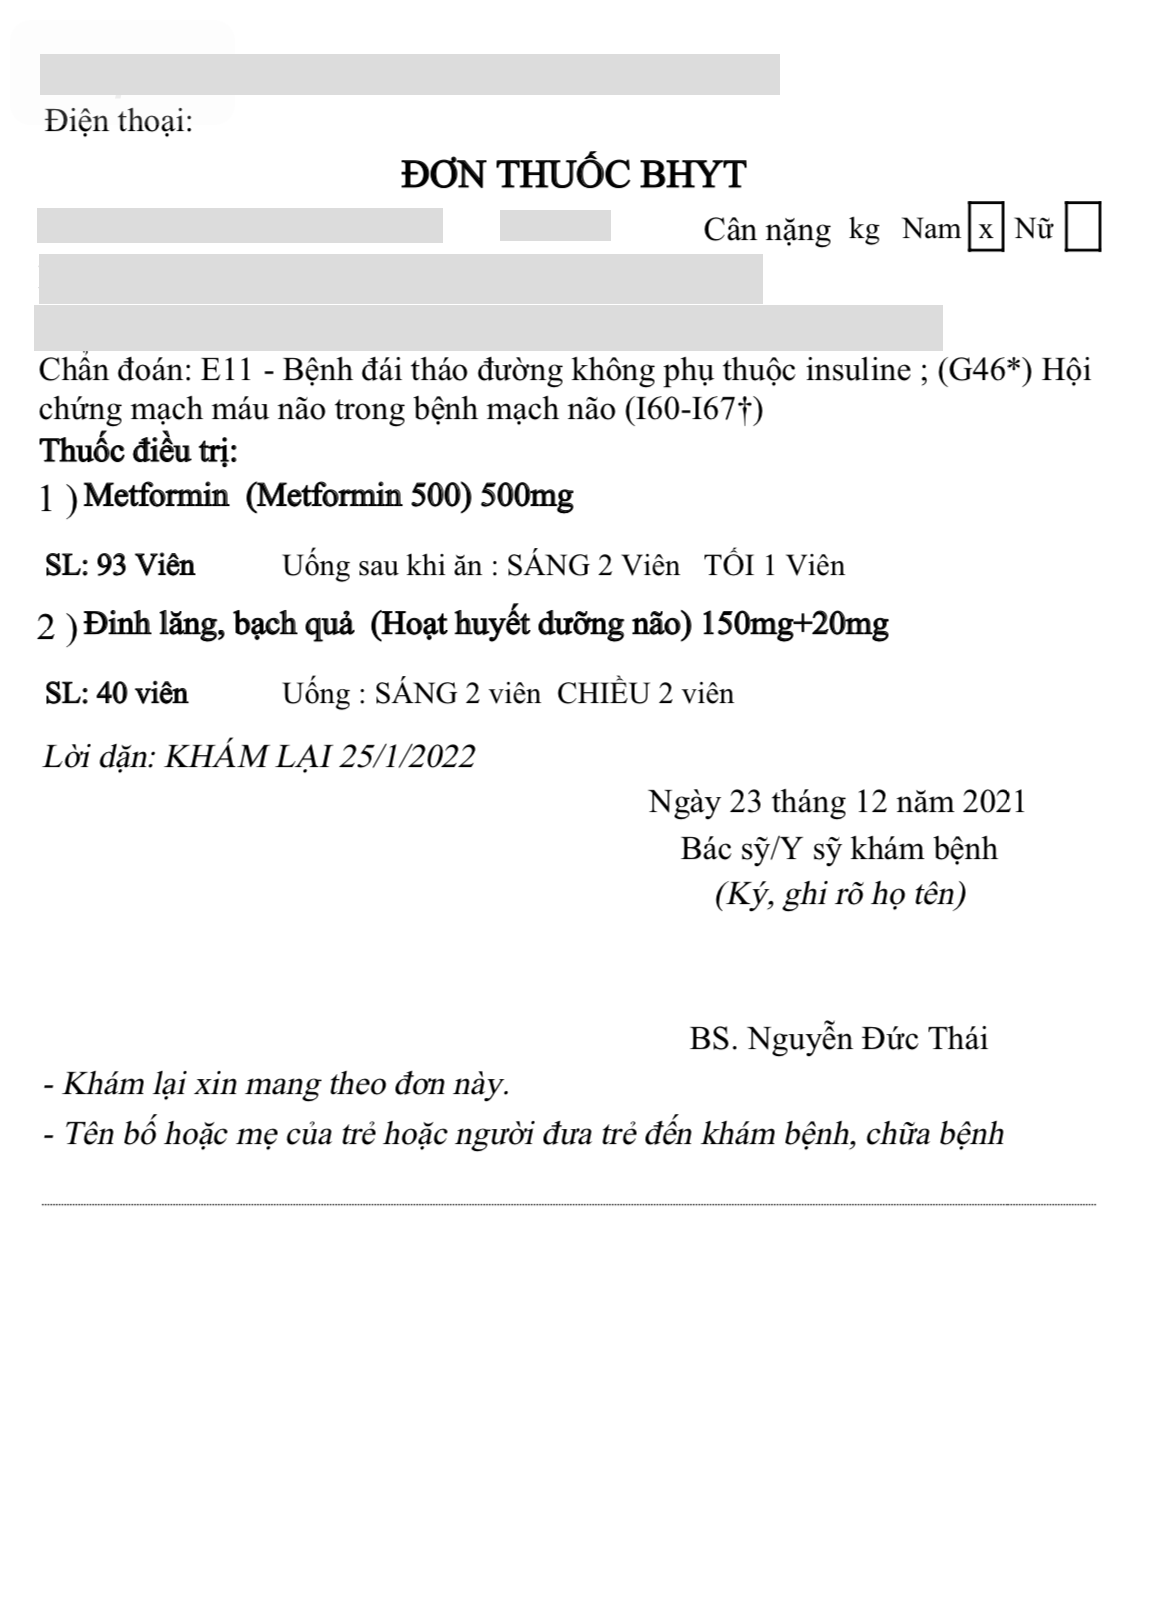 Điện thoại:
ĐƠN THUỐC BHYT
Cân nặng kg Nam x Nữ
Chẩn đoán: E11 - Bệnh đái tháo đường không phụ thuộc insuline ; (G46*) Hội
chứng mạch máu não trong bệnh mạch não (I60-I67†)
Thuốc điều trị:
1 ) Metformin (Metformin 500) 500mg
SL: 93 Viên Uống sau khi ăn : SÁNG 2 Viên TỐI 1 Viên
2 ) Đinh lăng, bạch quả (Hoạt huyết dưỡng não) 150mg+20mg
SL: 40 viên Uống : SÁNG 2 viên CHIỀU 2 viên
Lời dặn: KHÁM LẠI 25/1/2022
Ngày 23 tháng 12 năm 2021
Bác sỹ/Y sỹ khám bệnh
(Ký, ghi rõ họ tên)
BS. Nguyễn Đức Thái
- Khám lại xin mang theo đơn này.
- Tên bố hoặc mẹ của trẻ hoặc người đưa trẻ đến khám bệnh, chữa bệnh